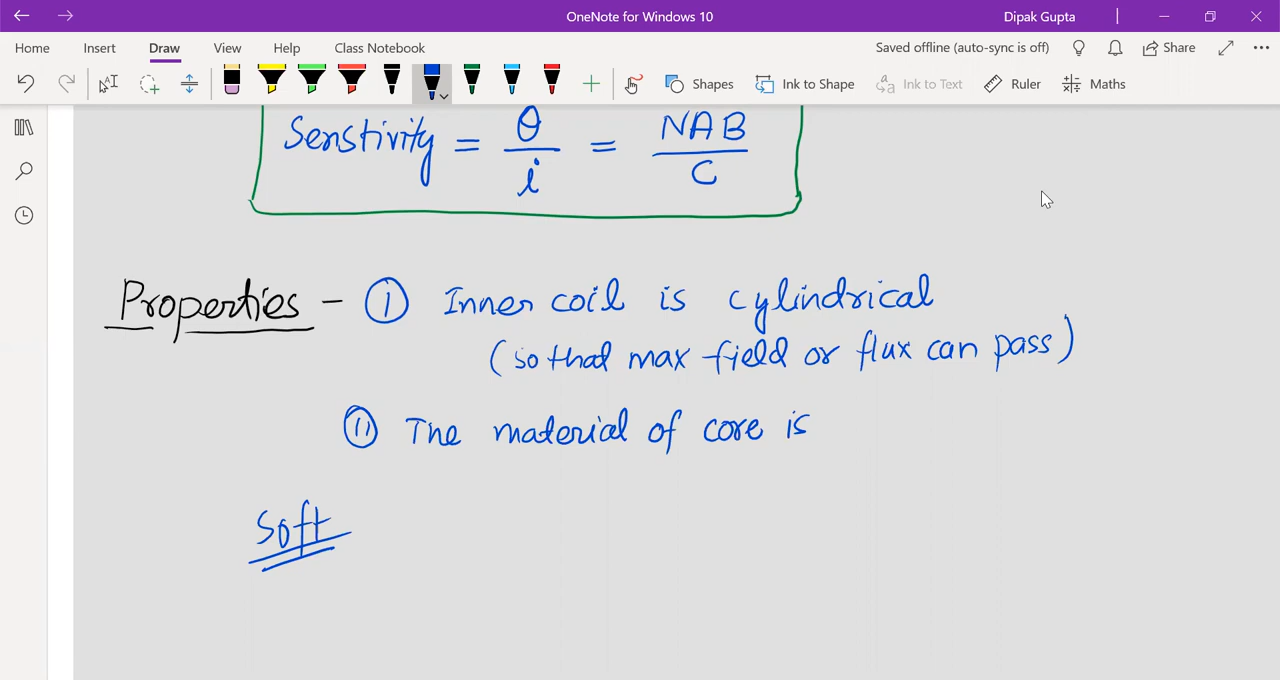 OneNote for Windows 10
Dipak Gupta
Home Insert Draw View Help Class Notebook
Saved offline (auto-sync is off) Share
Shapes Ink to Shape Ink to Text Ruler Maths
Senstivity = θ/i = NAB/C
Properties - ① Inner coil is cylindrical
(so that max field or flux can pass)
(11) The material of core is
Soft